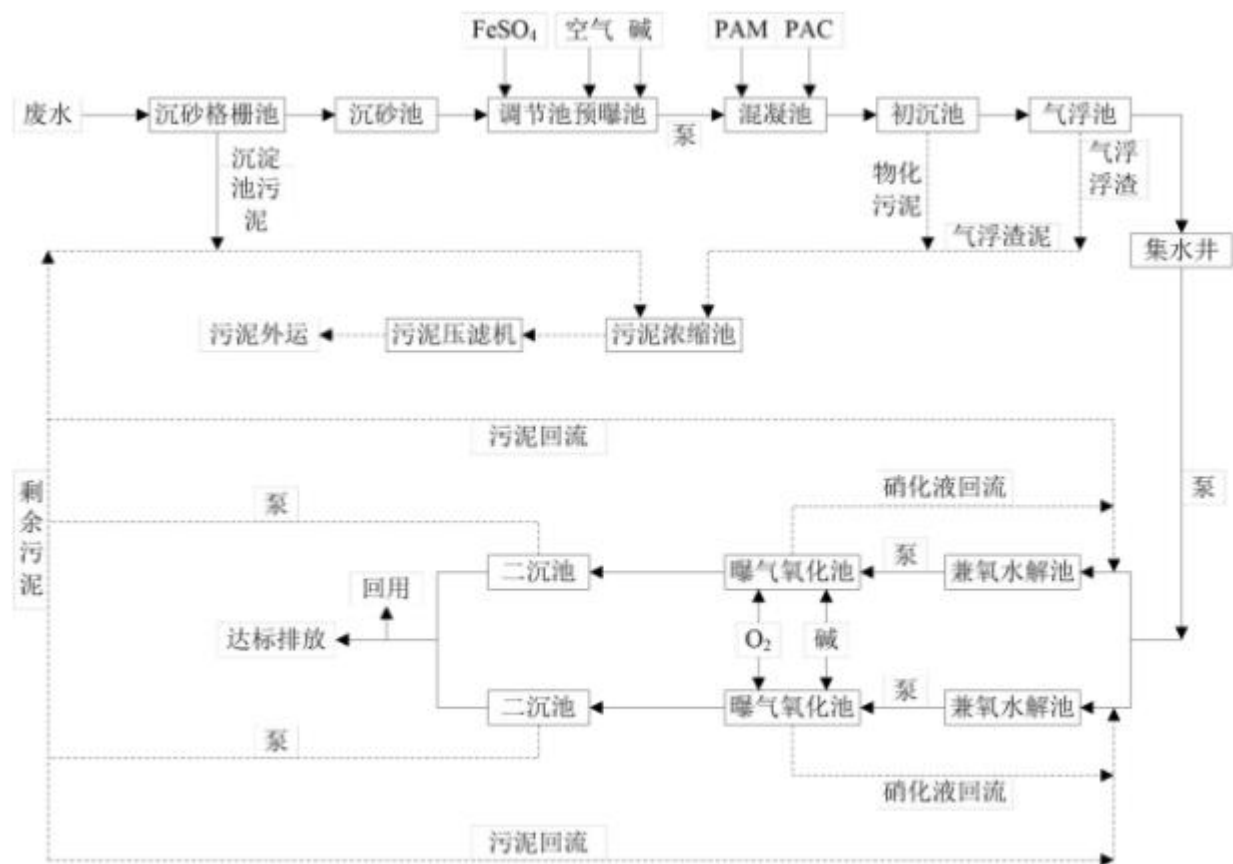 FeSO₄
空气
碱
PAM
PAC
废水
沉砂格栅池
沉砂池
调节池预曝池
泵
混凝池
初沉池
气浮池
沉淀
池污
泥
物化
污泥
气浮
浮渣
气浮渣泥
集水井
污泥外运
污泥压滤机
污泥浓缩池
污泥回流
剩
余
污
泥
泵
硝化液回流
泵
二沉池
曝气氧化池
泵
兼氧水解池
回用
达标排放
O₂
碱
二沉池
曝气氧化池
泵
兼氧水解池
泵
硝化液回流
污泥回流